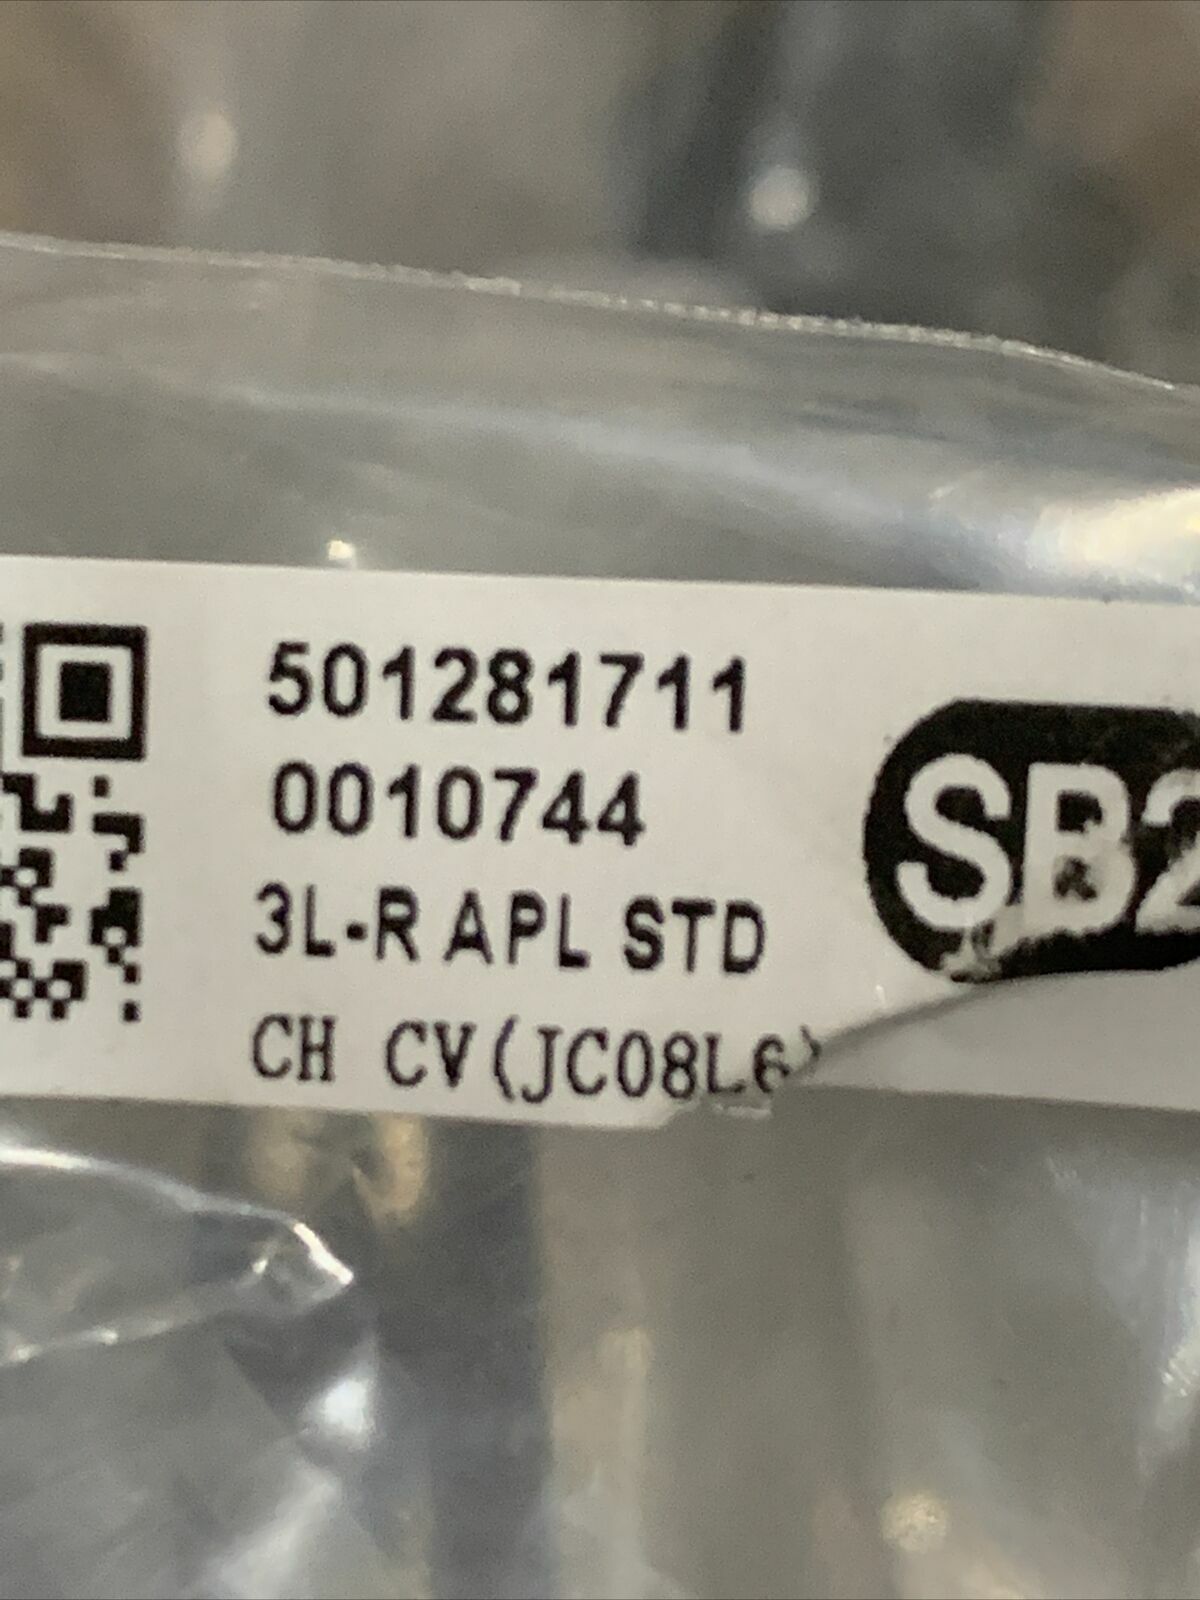 501281711
0010744
3L-R APL STD
CH CV(JC08L6)
SB2